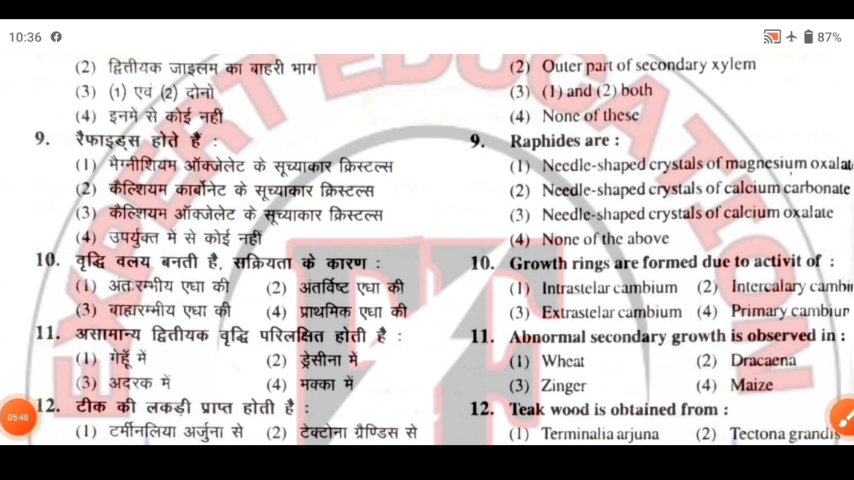 10:36
87%
(2) द्वितीयक जाइलम का बाहरी भाग
(3) (1) एवं (2) दोनों
(4) इनमें से कोई नहीं
9. रैफाइड्स होते हैं :
(1) मैग्नीशियम ऑक्जेलेट के सूच्याकार क्रिस्टल्स
(2) कैल्शियम कार्बोनेट के सूच्याकार क्रिस्टल्स
(3) कैल्शियम ऑक्जेलेट के सूच्याकार क्रिस्टल्स
(4) उपर्युक्त में से कोई नहीं
10. वृद्धि वलय बनती है, सक्रियता के कारण :
(1) अंतःरम्भीय एधा की (2) अंतर्विष्ट एधा की
(3) बाह्यरम्भीय एधा की (4) प्राथमिक एधा की
11. असामान्य द्वितीयक वृद्धि परिलक्षित होती है :
(1) गेहूँ में (2) ड्रेसीना में
(3) अदरक में (4) मक्का में
12. टीक की लकड़ी प्राप्त होती है :
(1) टर्मीनलिया अर्जुना से (2) टेक्टोना ग्रैण्डिस से
(2) Outer part of secondary xylem
(3) (1) and (2) both
(4) None of these
9. Raphides are :
(1) Needle-shaped crystals of magnesium oxalat
(2) Needle-shaped crystals of calcium carbonate
(3) Needle-shaped crystals of calcium oxalate
(4) None of the above
10. Growth rings are formed due to activit of :
(1) Intrastelar cambium (2) Intercalary cambi
(3) Extrastelar cambium (4) Primary cambiur
11. Abnormal secondary growth is observed in :
(1) Wheat (2) Dracaena
(3) Zinger (4) Maize
12. Teak wood is obtained from :
(1) Terminalia arjuna (2) Tectona grandis
EXPERT EDUCATION
05:48